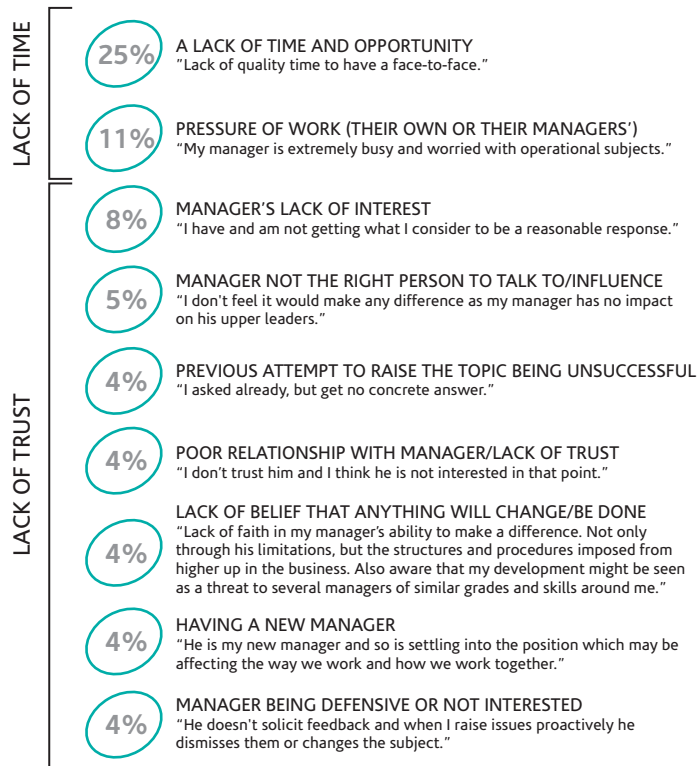 LACK OF TIME
25%
A LACK OF TIME AND OPPORTUNITY
"Lack of quality time to have a face-to-face."
11%
PRESSURE OF WORK (THEIR OWN OR THEIR MANAGERS’)
“My manager is extremely busy and worried with operational subjects.”
LACK OF TRUST
8%
MANAGER’S LACK OF INTEREST
“I have and am not getting what I consider to be a reasonable response.”
5%
MANAGER NOT THE RIGHT PERSON TO TALK TO/INFLUENCE
“I don't feel it would make any difference as my manager has no impact
on his upper leaders.”
4%
PREVIOUS ATTEMPT TO RAISE THE TOPIC BEING UNSUCCESSFUL
“I asked already, but get no concrete answer.”
4%
POOR RELATIONSHIP WITH MANAGER/LACK OF TRUST
“I don’t trust him and I think he is not interested in that point.”
4%
LACK OF BELIEF THAT ANYTHING WILL CHANGE/BE DONE
“Lack of faith in my manager’s ability to make a difference. Not only
through his limitations, but the structures and procedures imposed from
higher up in the business. Also aware that my development might be seen
as a threat to several managers of similar grades and skills around me.”
4%
HAVING A NEW MANAGER
“He is my new manager and so is settling into the position which may be
affecting the way we work and how we work together.”
4%
MANAGER BEING DEFENSIVE OR NOT INTERESTED
“He doesn't solicit feedback and when I raise issues proactively he
dismisses them or changes the subject.”